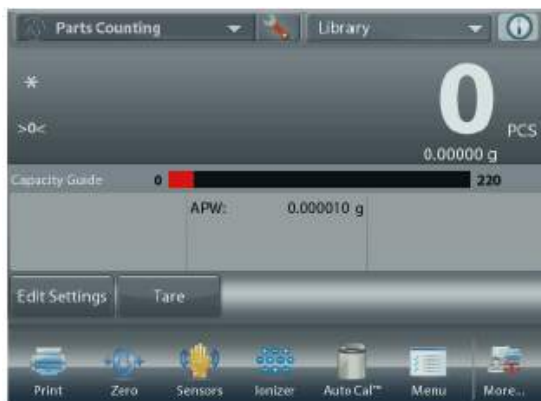 Parts Counting Library
*
0
>0<
PCS
0.00000 g
Capacity Guide 0 220
APW: 0.000010 g
Edit Settings Tare
Print Zero Sensors Ionizer Auto Cal™ Menu More...